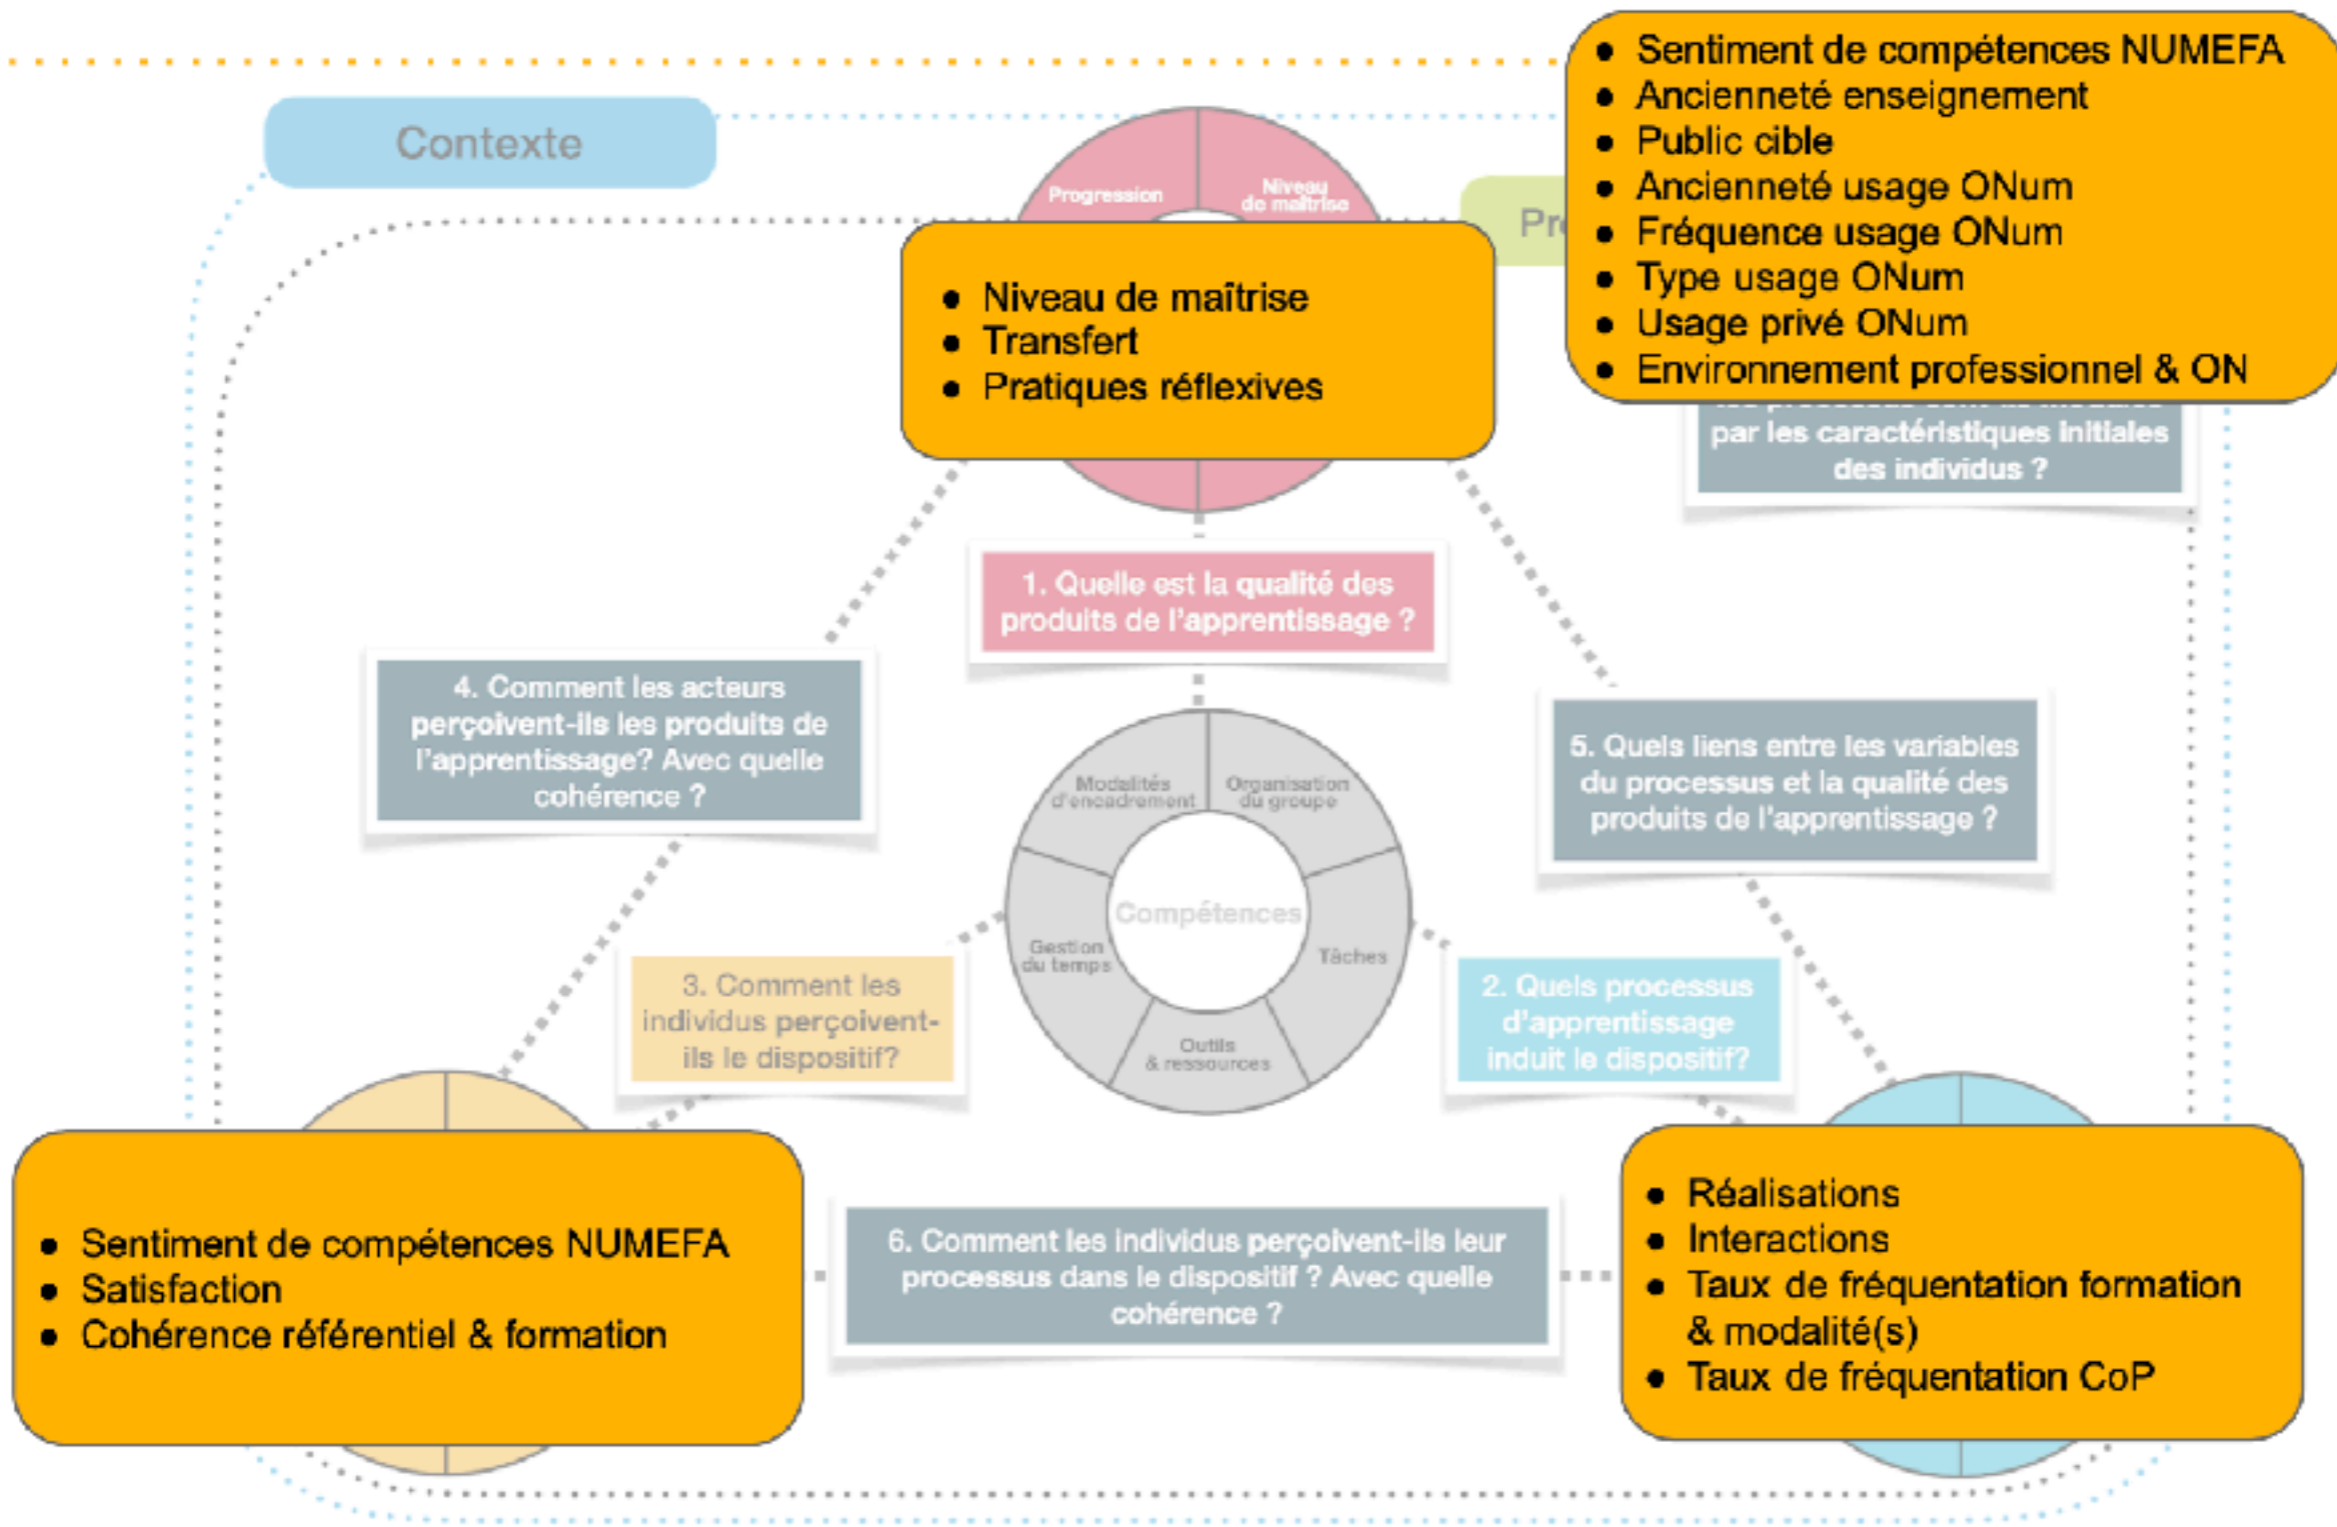 Contexte
Progression
Niveau
de maîtrise
● Sentiment de compétences NUMEFA
● Ancienneté enseignement
● Public cible
● Ancienneté usage ONum
● Fréquence usage ONum
● Type usage ONum
● Usage privé ONum
● Environnement professionnel & ON
● Niveau de maîtrise
● Transfert
● Pratiques réflexives
par les caractéristiques initiales
des individus ?
1. Quelle est la qualité des
produits de l'apprentissage ?
4. Comment les acteurs
perçoivent-ils les produits de
l'apprentissage? Avec quelle
cohérence ?
5. Quels liens entre les variables
du processus et la qualité des
produits de l'apprentissage ?
Modalités
d'encadrement
Organisation
du groupe
Compétences
Gestion
du temps
Tâches
Outils
& ressources
3. Comment les
individus perçoivent-
ils le dispositif?
2. Quels processus
d'apprentissage
induit le dispositif?
● Sentiment de compétences NUMEFA
● Satisfaction
● Cohérence référentiel & formation
6. Comment les individus perçoivent-ils leur
processus dans le dispositif ? Avec quelle
cohérence ?
● Réalisations
● Interactions
● Taux de fréquentation formation
& modalité(s)
● Taux de fréquentation CoP